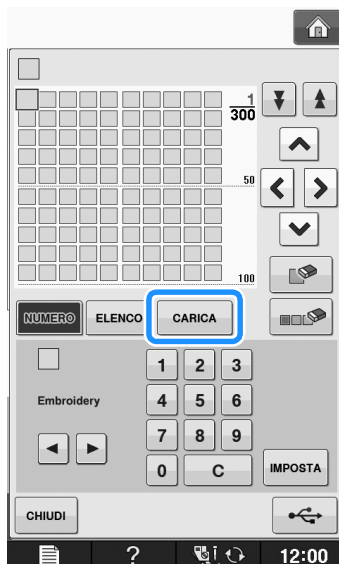 1
300
50
100
NUMERO ELENCO CARICA
1 2 3
Embroidery 4 5 6
7 8 9
0 C IMPOSTA
CHIUDI
? 12:00